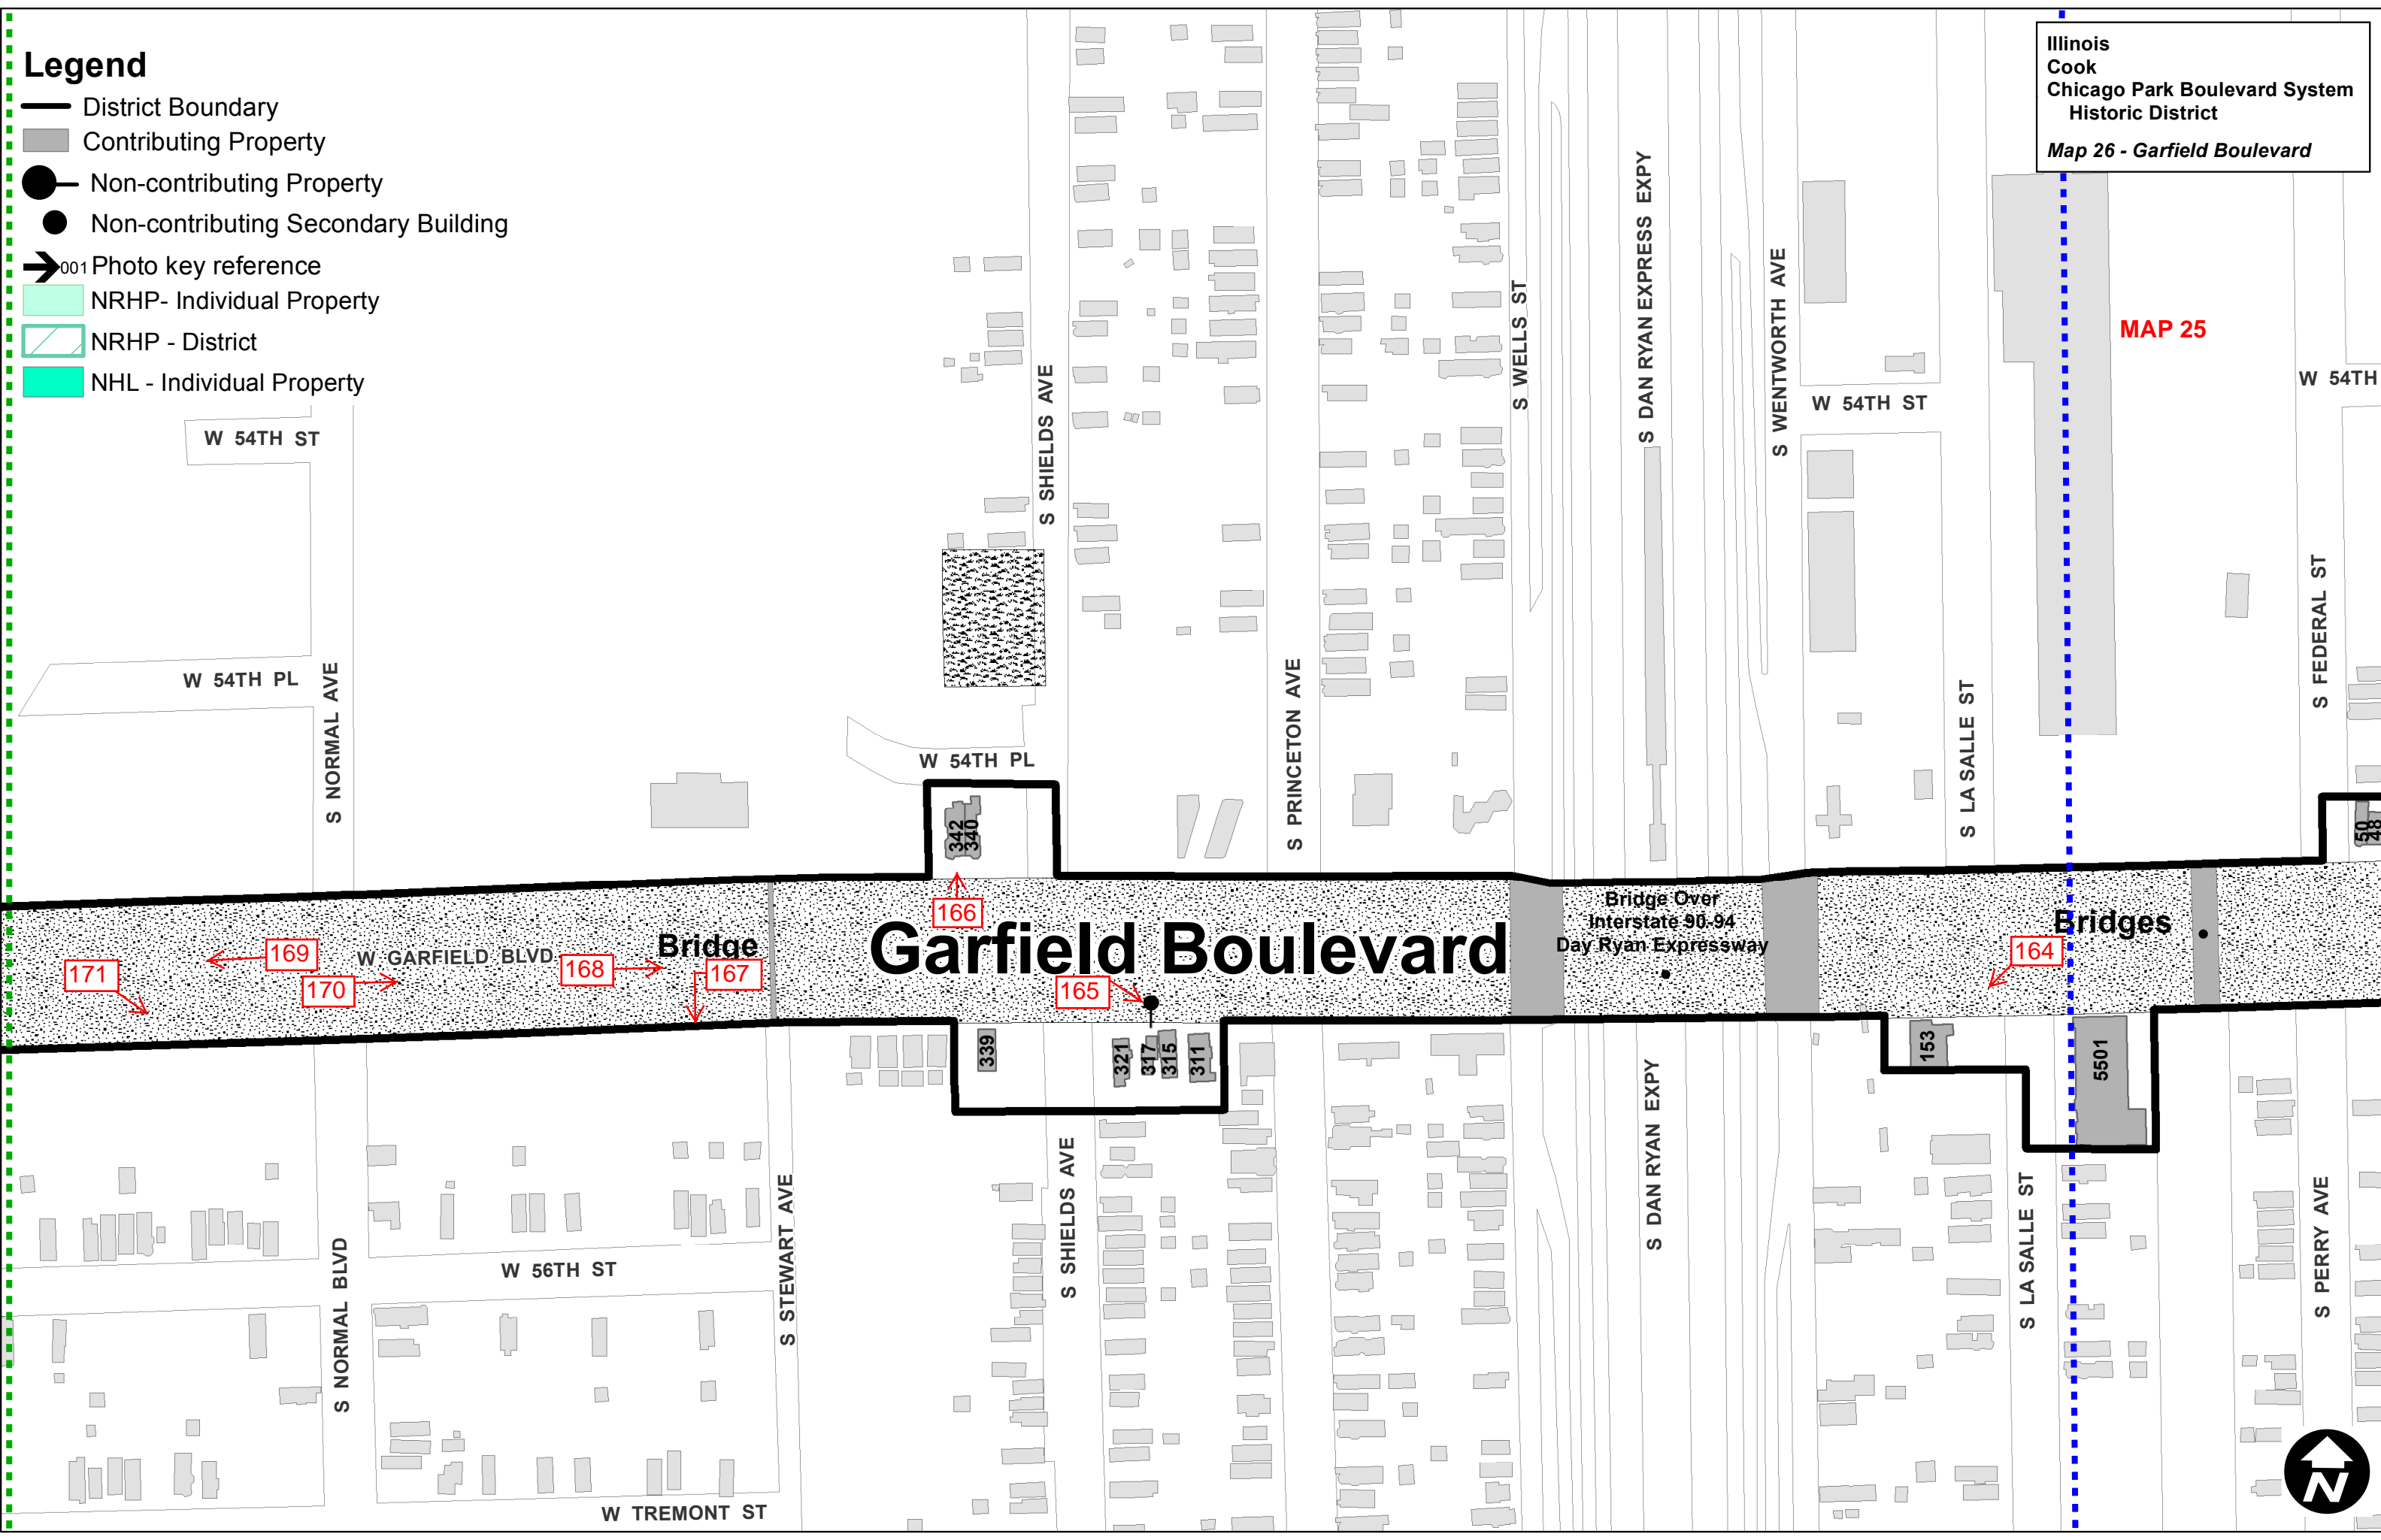 Legend
District Boundary
Contributing Property
Non-contributing Property
Non-contributing Secondary Building
001 Photo key reference
NRHP- Individual Property
NRHP - District
NHL - Individual Property
Illinois
Cook
Chicago Park Boulevard System
Historic District
Map 26 - Garfield Boulevard
MAP 25
W 54TH ST
W 54TH PL
S NORMAL AVE
S SHIELDS AVE
W 54TH PL
S PRINCETON AVE
S WELLS ST
S DAN RYAN EXPRESS EXPY
S WENTWORTH AVE
W 54TH ST
S LA SALLE ST
W 54TH
S FEDERAL ST
342
340
50
48
166
Garfield Boulevard
Bridge
W GARFIELD BLVD
171
169
170
168
167
165
Bridge Over
Interstate 90-94
Day Ryan Expressway
Bridges
164
339
321
317
315
311
153
5501
S NORMAL BLVD
W 56TH ST
S STEWART AVE
S SHIELDS AVE
S DAN RYAN EXPY
S LA SALLE ST
S PERRY AVE
W TREMONT ST
N